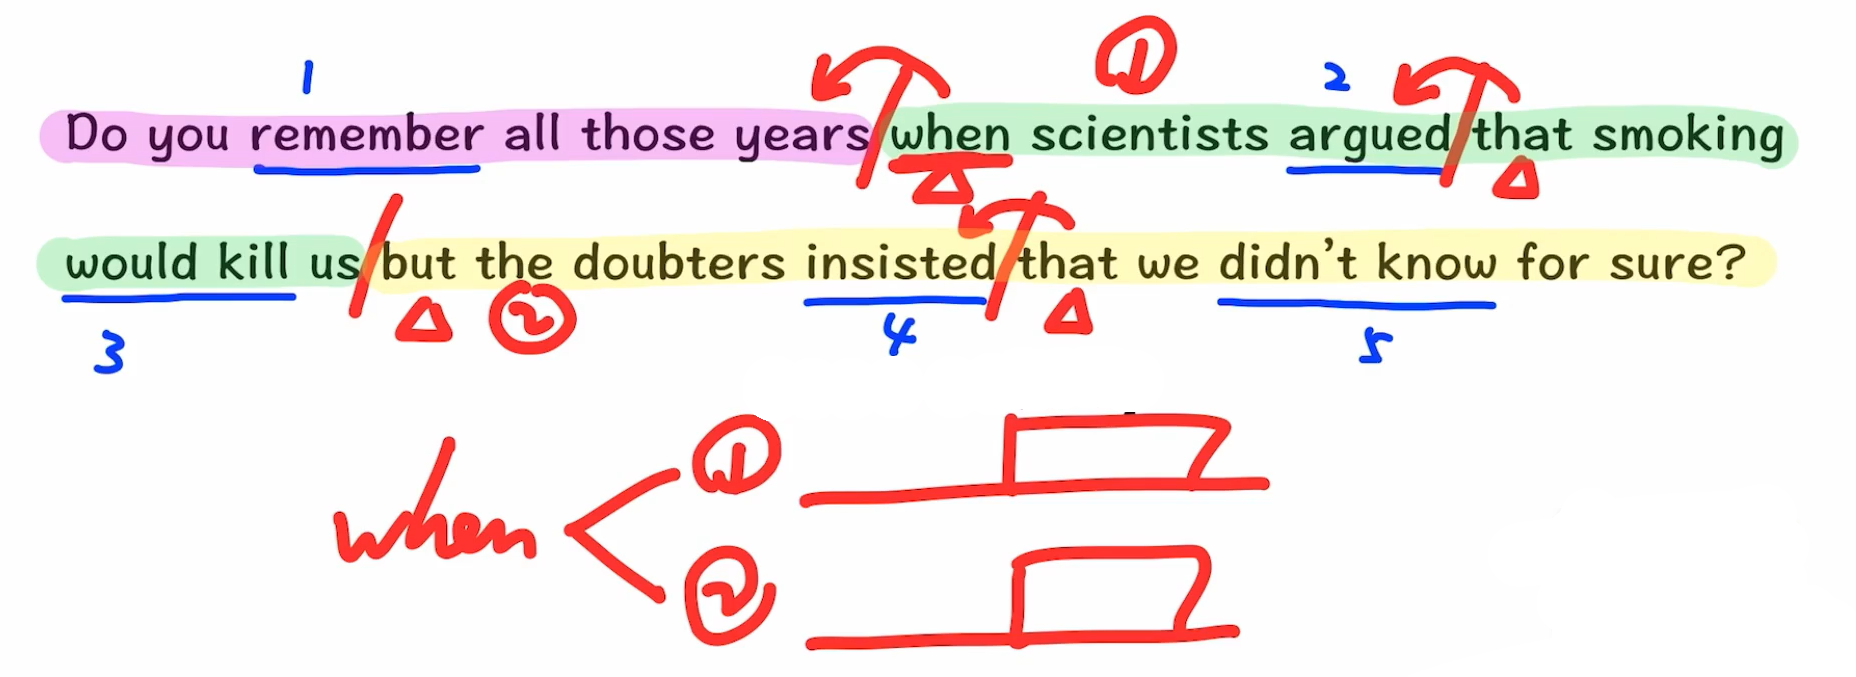 1 ① 2
Do you remember all those years when scientists argued that smoking
would kill us but the doubters insisted that we didn't know for sure?
3 ② 4 5
when ①
②